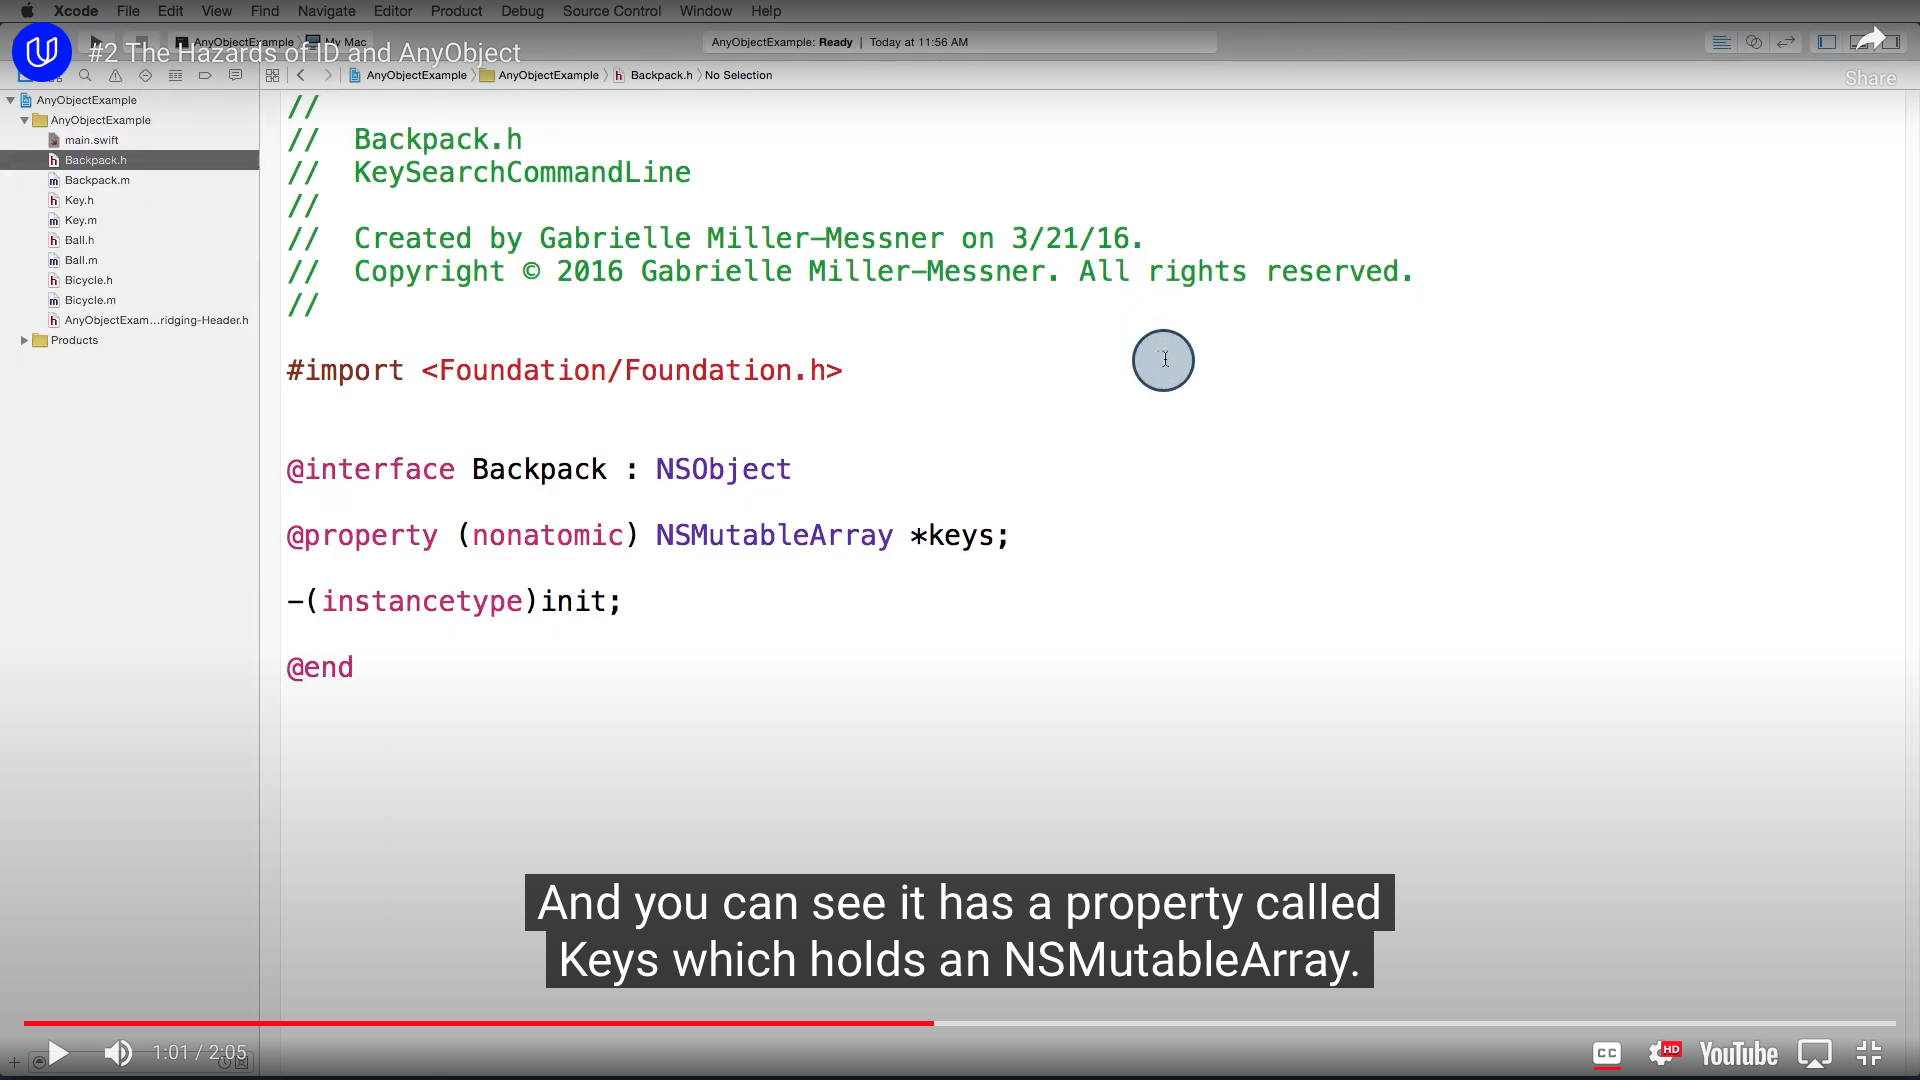 Xcode File Edit View Find Navigate Editor Product Debug Source Control Window Help
#2 The Hazards of ID and AnyObject
AnyObjectExample My Mac
AnyObjectExample: Ready | Today at 11:56 AM
Share
AnyObjectExample AnyObjectExample Backpack.h No Selection
AnyObjectExample
AnyObjectExample
main.swift
Backpack.h
Backpack.m
Key.h
Key.m
Ball.h
Ball.m
Bicycle.h
Bicycle.m
AnyObjectExam...ridging-Header.h
Products
//
// Backpack.h
// KeySearchCommandLine
//
// Created by Gabrielle Miller-Messner on 3/21/16.
// Copyright © 2016 Gabrielle Miller-Messner. All rights reserved.
//
#import <Foundation/Foundation.h>
@interface Backpack : NSObject
@property (nonatomic) NSMutableArray *keys;
-(instancetype)init;
@end
And you can see it has a property called
Keys which holds an NSMutableArray.
1:01 / 2:05
CC HD YouTube